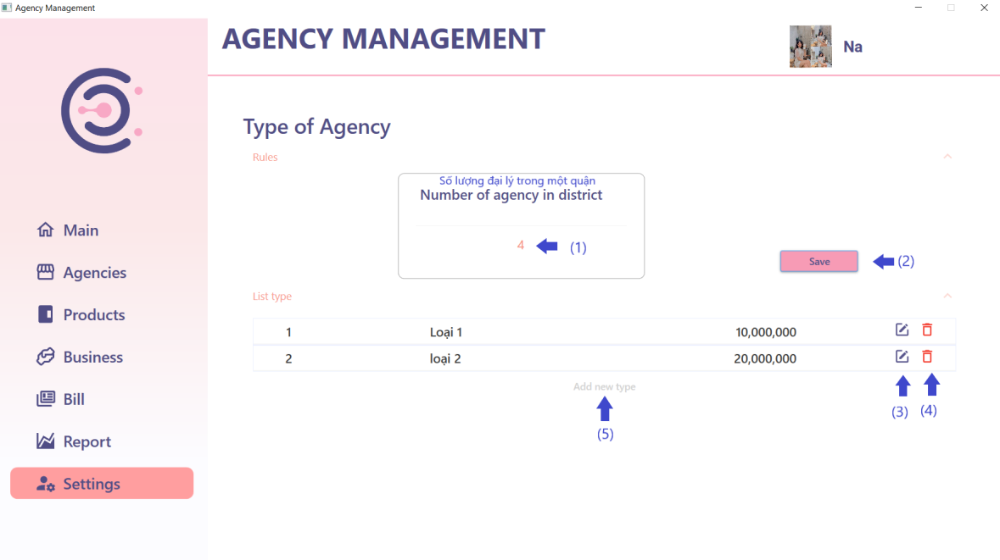 Agency Management
AGENCY MANAGEMENT
Na
Main
Agencies
Products
Business
Bill
Report
Settings
Type of Agency
Rules
Số lượng đại lý trong một quận
Number of agency in district
4 (1)
Save (2)
List type
1 Loại 1 10,000,000
2 loại 2 20,000,000
Add new type
(3) (4)
(5)